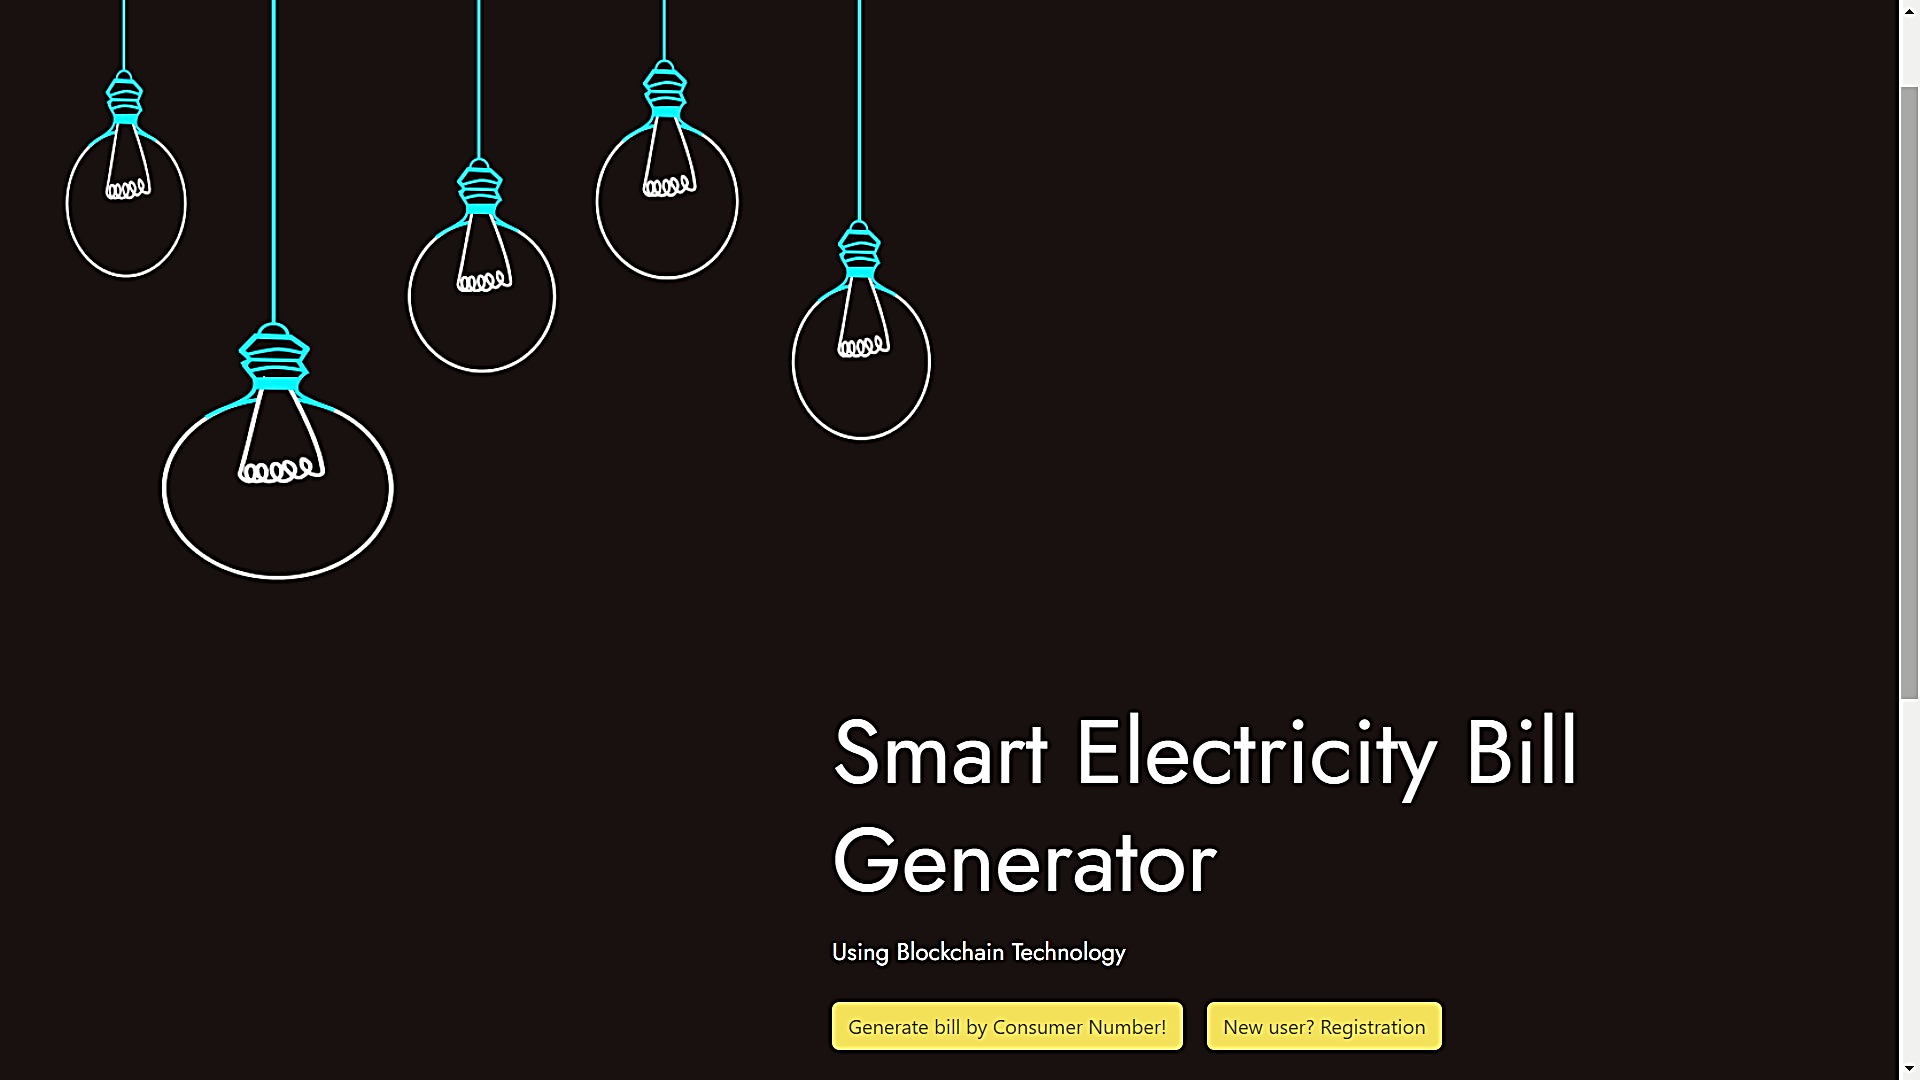 Smart Electricity Bill
Generator
Using Blockchain Technology
Generate bill by Consumer Number!
New user? Registration